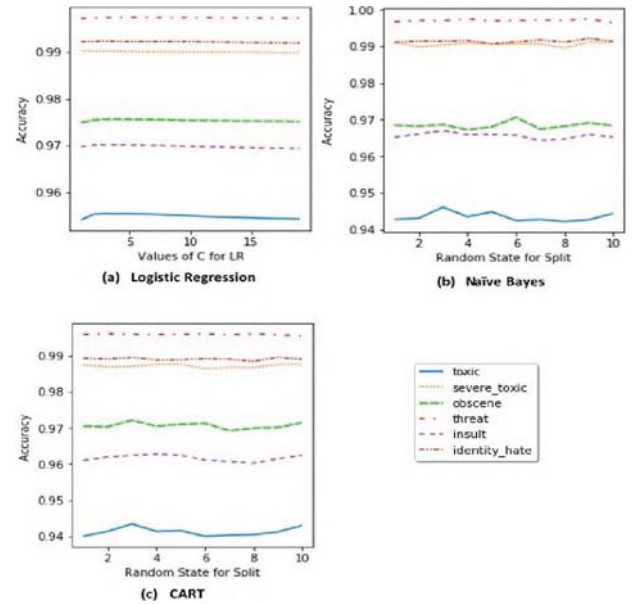 0.99
0.98
0.97
0.96
Accuracy
5
10
15
Values of C for LR
(a) Logistic Regression
1.00
0.99
0.98
0.97
0.96
0.95
0.94
Accuracy
2
4
6
8
10
Random State for Split
(b) Naïve Bayes
0.99
0.98
0.97
0.96
0.95
0.94
Accuracy
2
4
6
8
10
Random State for Split
(c) CART
toxic
severe_toxic
obscene
threat
insult
identity_hate